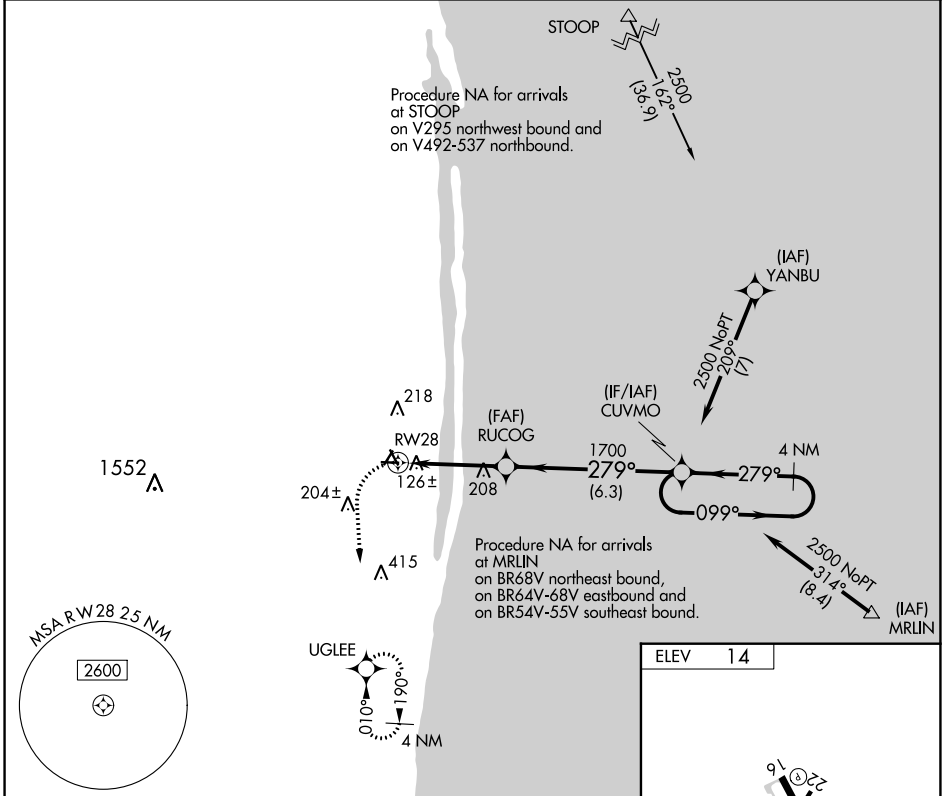 STOOP
2500
162°
(36.9)
Procedure NA for arrivals
at STOOP
on V295 northwest bound and
on V492-537 northbound.
(IAF)
YANBU
2500 NoPT
209°
(7)
(IF/IAF)
CUVMO
218
(FAF)
RUCOG
RW28
1700
279°
(6.3)
279°
4 NM
099°
1552
126±
208
204±
415
Procedure NA for arrivals
at MRLIN
on BR68V northeast bound,
on BR64V-68V eastbound and
on BR54V-55V southeast bound.
2500 NoPT
314°
(8.4)
(IAF)
MRLIN
MSA RW28 25 NM
2600
UGLEE
010°
190°
4 NM
ELEV 14
16
22
P